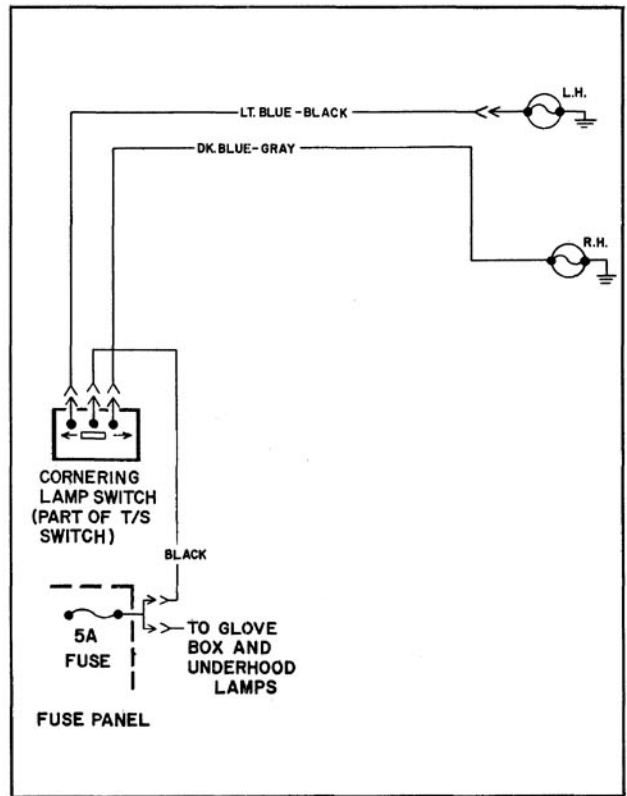 L.H.
LT. BLUE-BLACK
DK. BLUE-GRAY
R.H.
CORNERING
LAMP SWITCH
(PART OF T/S
SWITCH)
BLACK
5A
FUSE
TO GLOVE
BOX AND
UNDERHOOD
LAMPS
FUSE PANEL